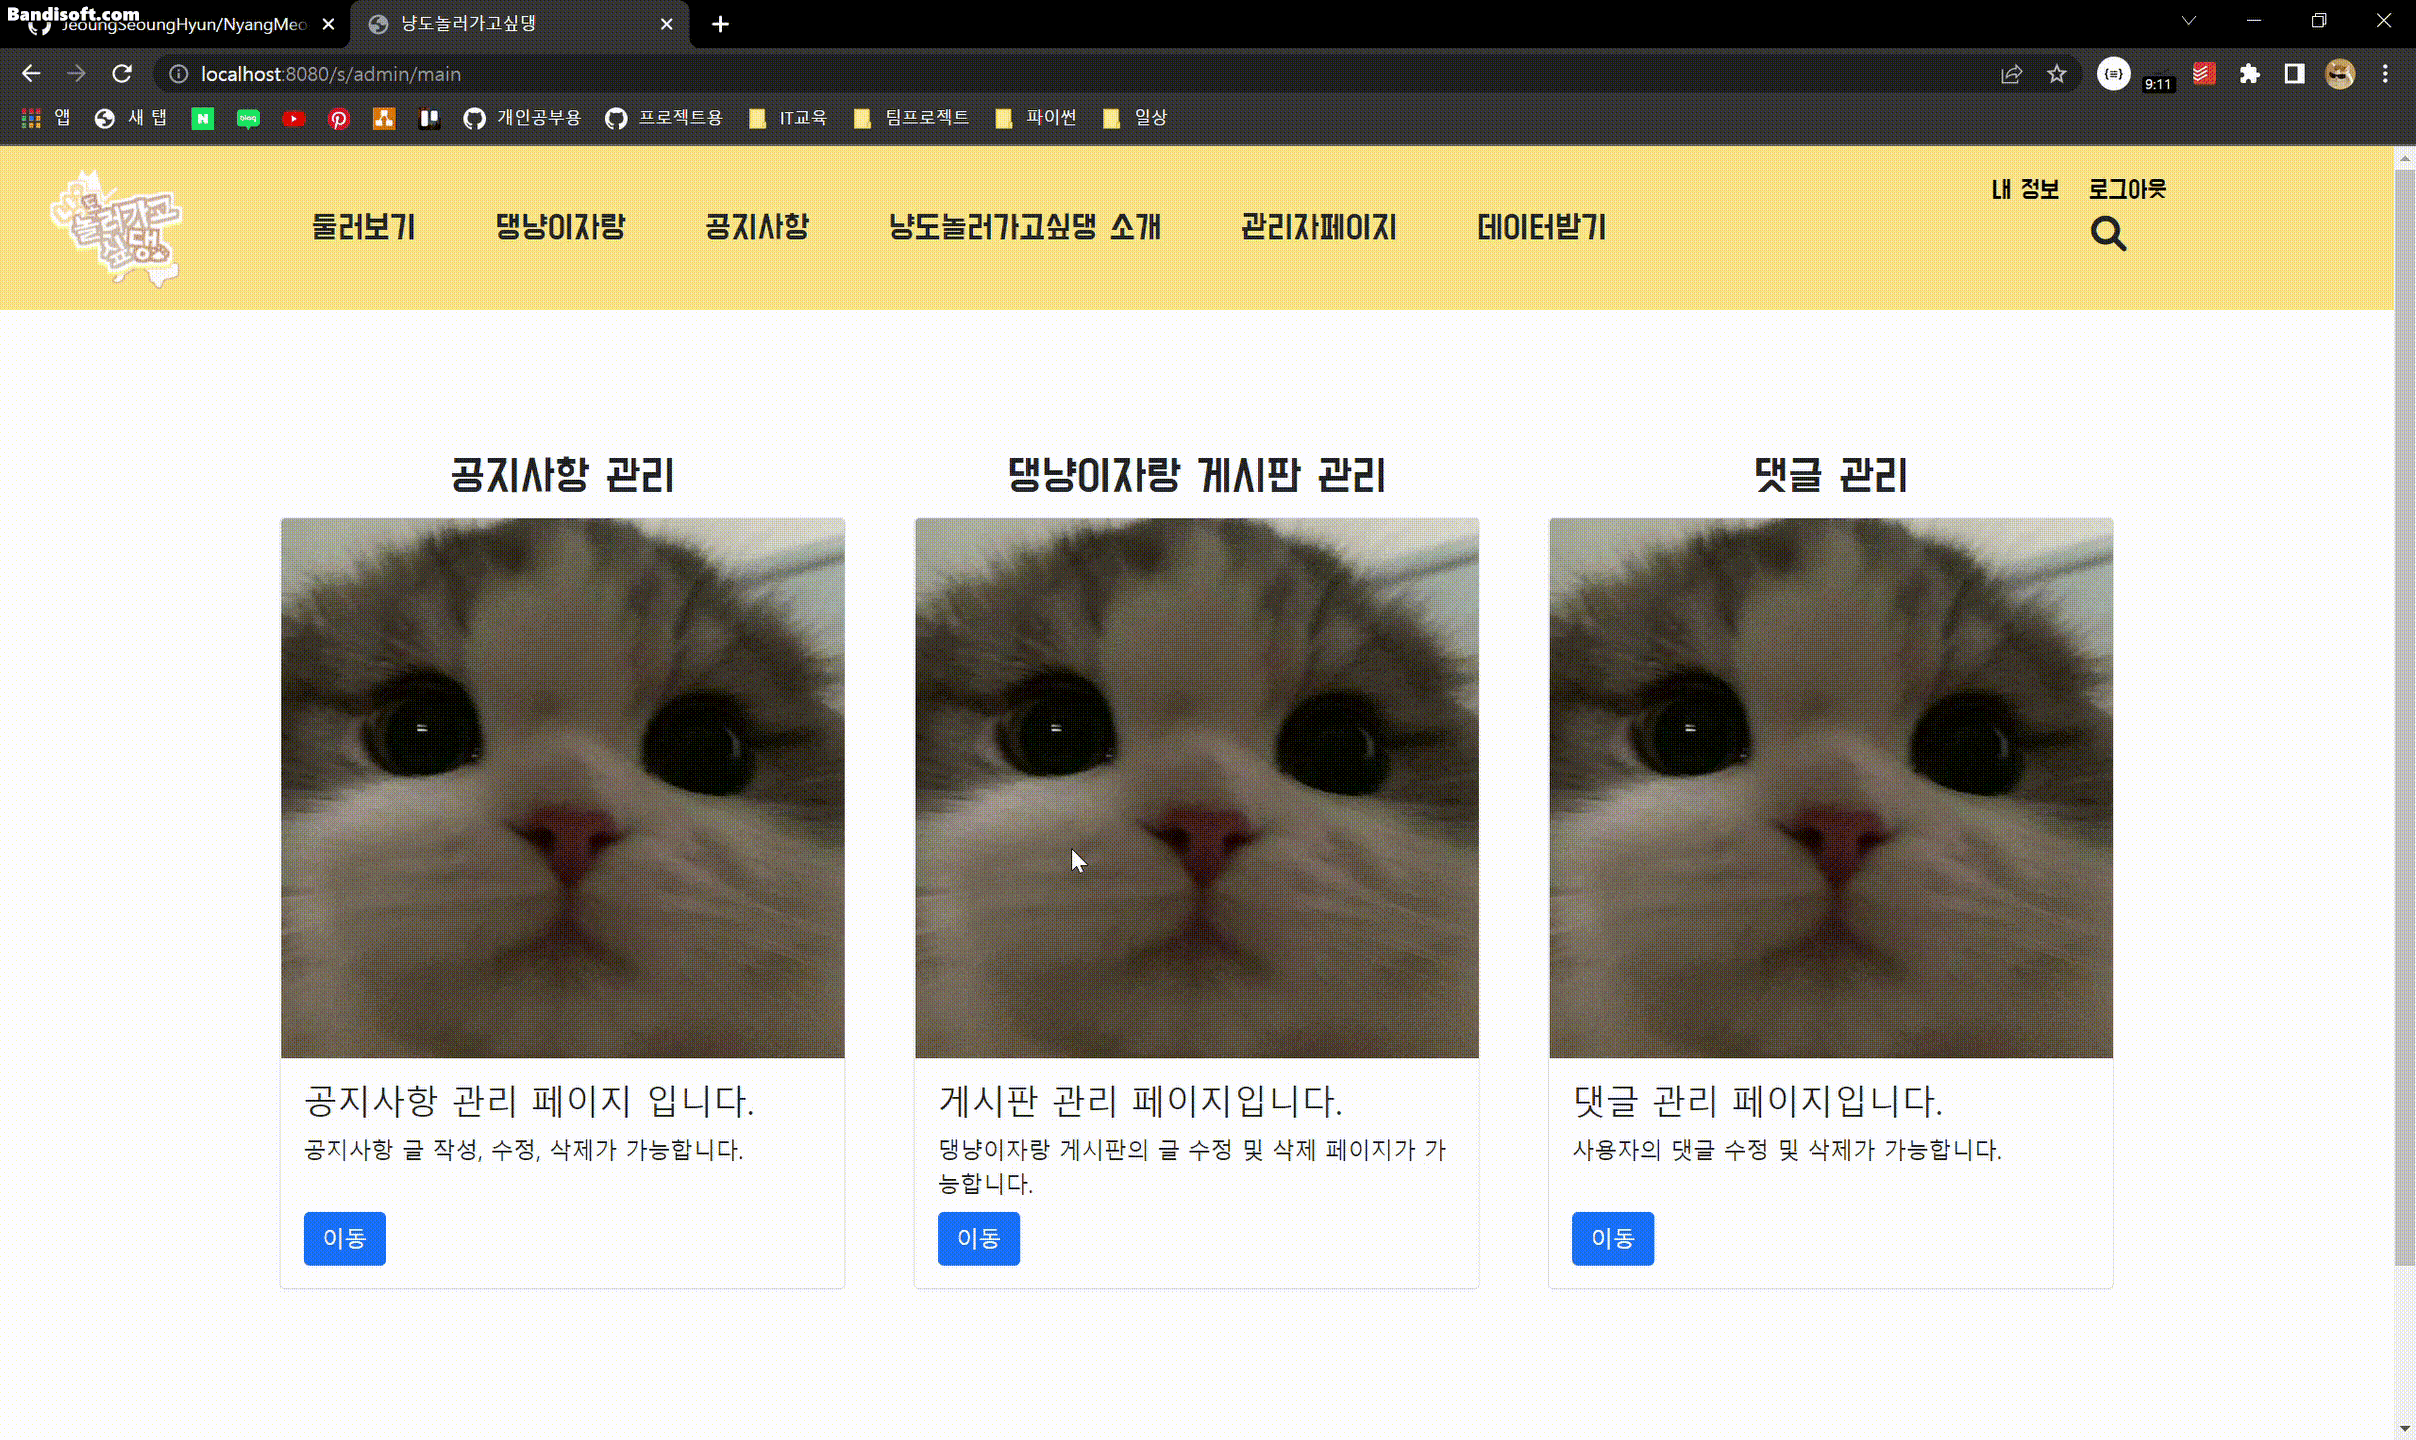 Bandisoft.com
JeoungSeoungHyun/NyangMeo
냥도놀러가고싶댕
localhost:8080/s/admin/main
9:11
앱 새 탭 개인공부용 프로젝트용 IT교육 팀프로젝트 파이썬 일상
내 정보 로그아웃
놀러가고
싶댕
둘러보기 댕냥이자랑 공지사항 냥도놀러가고싶댕 소개 관리자페이지 데이터받기
공지사항 관리
공지사항 관리 페이지 입니다.
공지사항 글 작성, 수정, 삭제가 가능합니다.
이동
댕냥이자랑 게시판 관리
게시판 관리 페이지입니다.
댕냥이자랑 게시판의 글 수정 및 삭제 페이지가 가
능합니다.
이동
댓글 관리
댓글 관리 페이지입니다.
사용자의 댓글 수정 및 삭제가 가능합니다.
이동